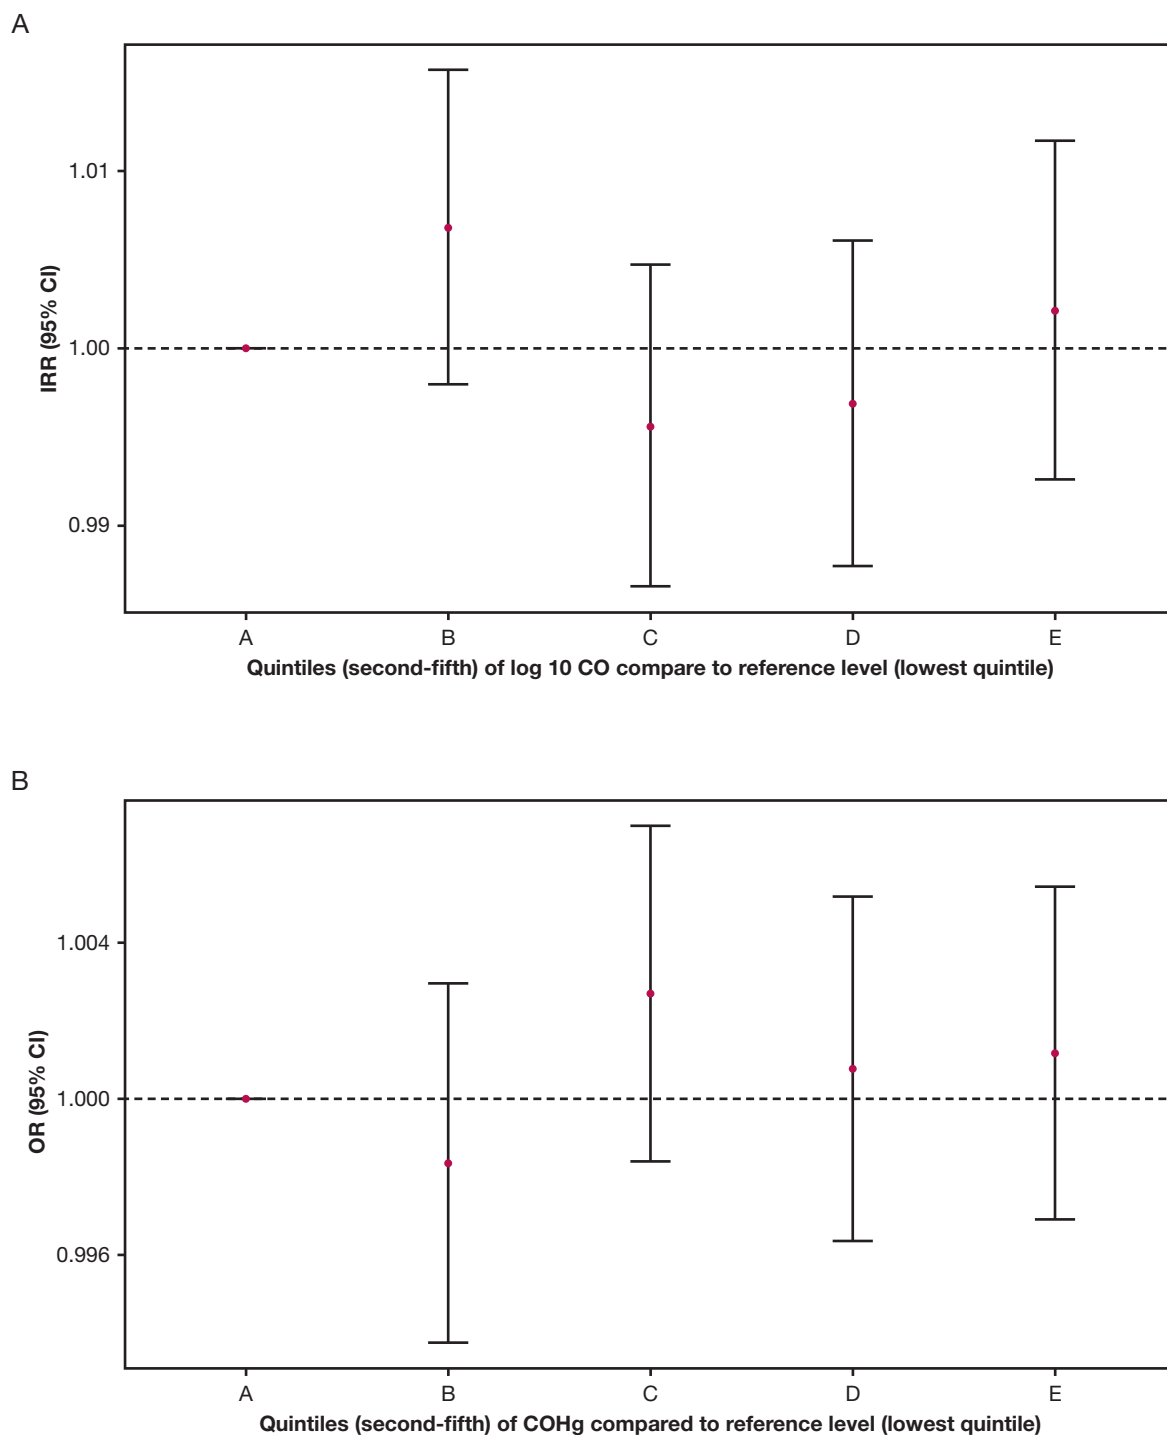 A
IRR (95% CI)
1.01
1.00
0.99
A B C D E
Quintiles (second-fifth) of log 10 CO compare to reference level (lowest quintile)
B
OR (95% CI)
1.004
1.000
0.996
A B C D E
Quintiles (second-fifth) of COHg compared to reference level (lowest quintile)